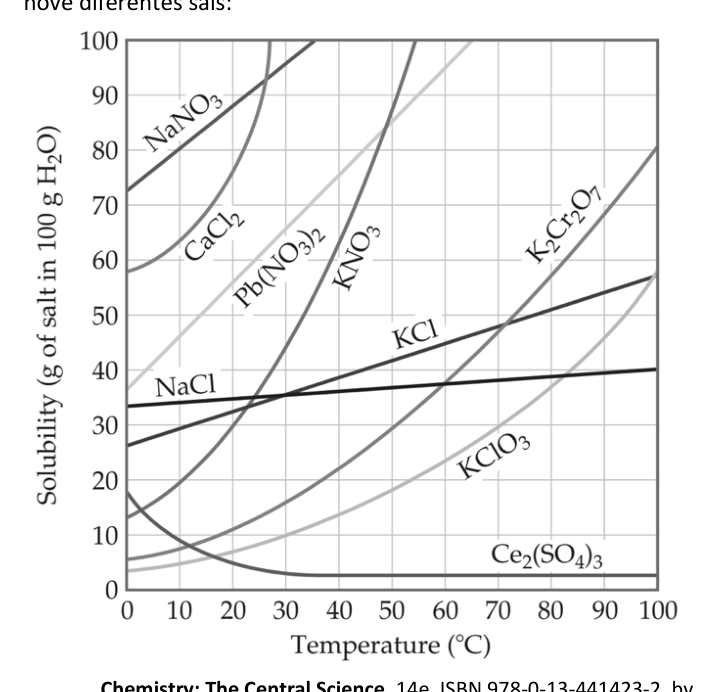 nove diferentes sais:
100
90
80
70
60
50
40
30
20
10
0
Solubility (g of salt in 100 g H₂O)
NaNO₃
CaCl₂
Pb(NO₃)₂
KNO₃
K₂Cr₂O₇
KCl
NaCl
KClO₃
Ce₂(SO₄)₃
0 10 20 30 40 50 60 70 80 90 100
Temperature (°C)
Chemistry: The Central Science, 14e, ISBN 978-0-13-441423-2, by